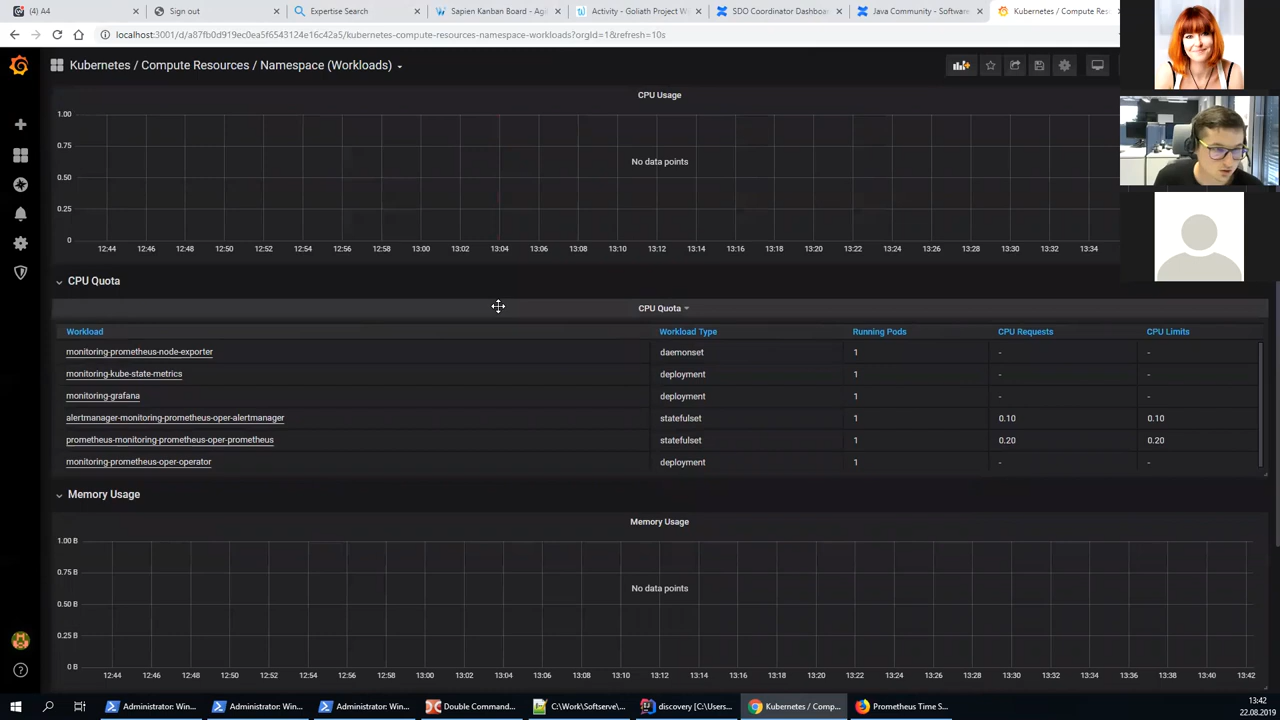 (4) A4
Sign out
Expertise Search
Sapien Kanban Board - Agi
Activity - Goliath Project W
SDO Coordinator Dashboa
Java Community - Software
Kubernetes / Compute Res
localhost:3001/d/a87fb0d919ec0ea5f6543124e16c42a5/kubernetes-compute-resources-namespace-workloads?orgId=1&refresh=10s
Kubernetes / Compute Resources / Namespace (Workloads)
CPU Usage
1.00
0.75
No data points
0.50
0.25
0
12:44 12:46 12:48 12:50 12:52 12:54 12:56 12:58 13:00 13:02 13:04 13:06 13:08 13:10 13:12 13:14 13:16 13:18 13:20 13:22 13:24 13:26 13:28 13:30 13:32 13:34
CPU Quota
CPU Quota
Workload Workload Type Running Pods CPU Requests CPU Limits
monitoring-prometheus-node-exporter daemonset 1 - -
monitoring-kube-state-metrics deployment 1 - -
monitoring-grafana deployment 1 - -
alertmanager-monitoring-prometheus-oper-alertmanager statefulset 1 0.10 0.10
prometheus-monitoring-prometheus-oper-prometheus statefulset 1 0.20 0.20
monitoring-prometheus-oper-operator deployment 1 - -
Memory Usage
Memory Usage
1.00 B
0.75 B
No data points
0.50 B
0.25 B
0 B
12:44 12:46 12:48 12:50 12:52 12:54 12:56 12:58 13:00 13:02 13:04 13:06 13:08 13:10 13:12 13:14 13:16 13:18 13:20 13:22 13:24 13:26 13:28 13:30 13:32 13:34 13:36 13:38 13:40 13:42
Administror: Win...
Administrator: Win...
Administrator: Win...
Double Command...
C:\Work\Softserve\...
discovery [C:\Users...
Kubernetes / Comp...
Prometheus Time S...
13:42
22.08.2019